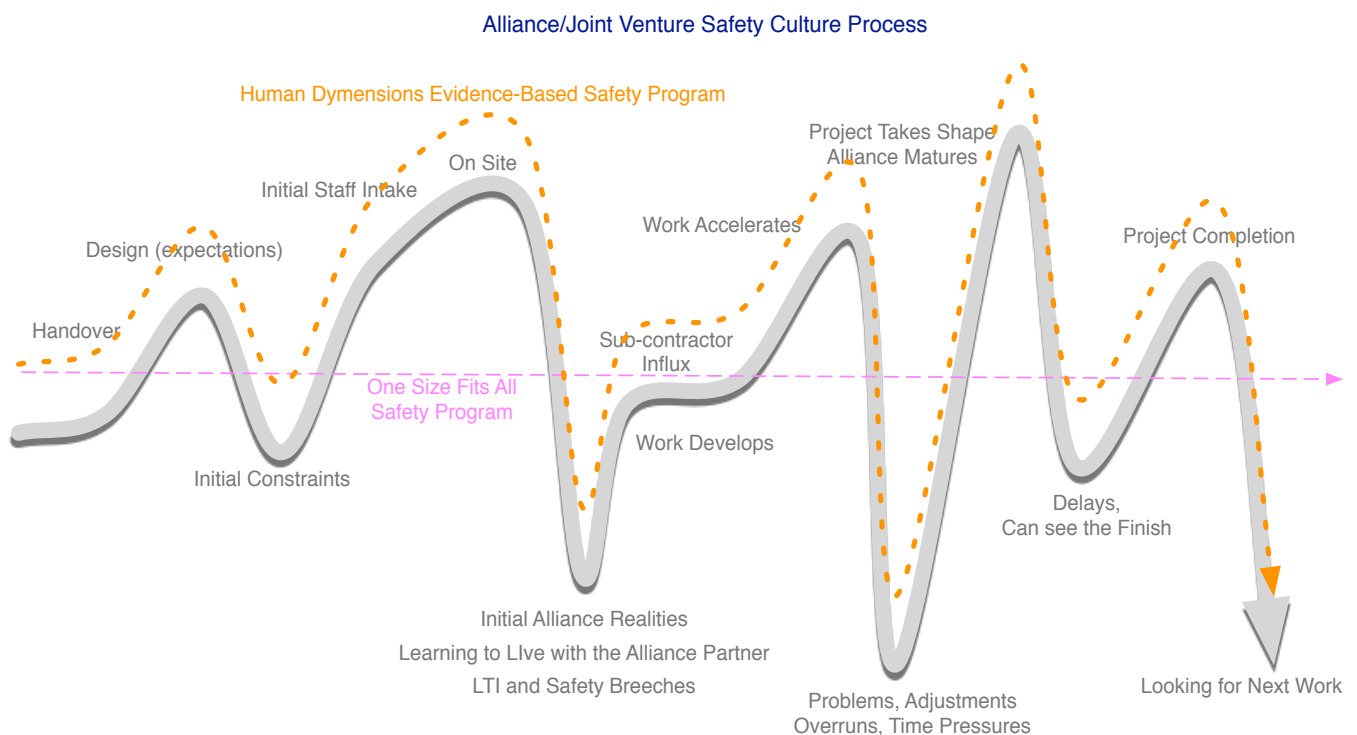 Alliance/Joint Venture Safety Culture Process
Human Dymensions Evidence-Based Safety Program
Handover
Design (expectations)
Initial Constraints
Initial Staff Intake
On Site
One Size Fits All
Safety Program
Initial Alliance Realities
Learning to LIve with the Alliance Partner
LTI and Safety Breeches
Sub-contractor
Influx
Work Develops
Work Accelerates
Project Takes Shape
Alliance Matures
Problems, Adjustments
Overruns, Time Pressures
Delays,
Can see the Finish
Project Completion
Looking for Next Work